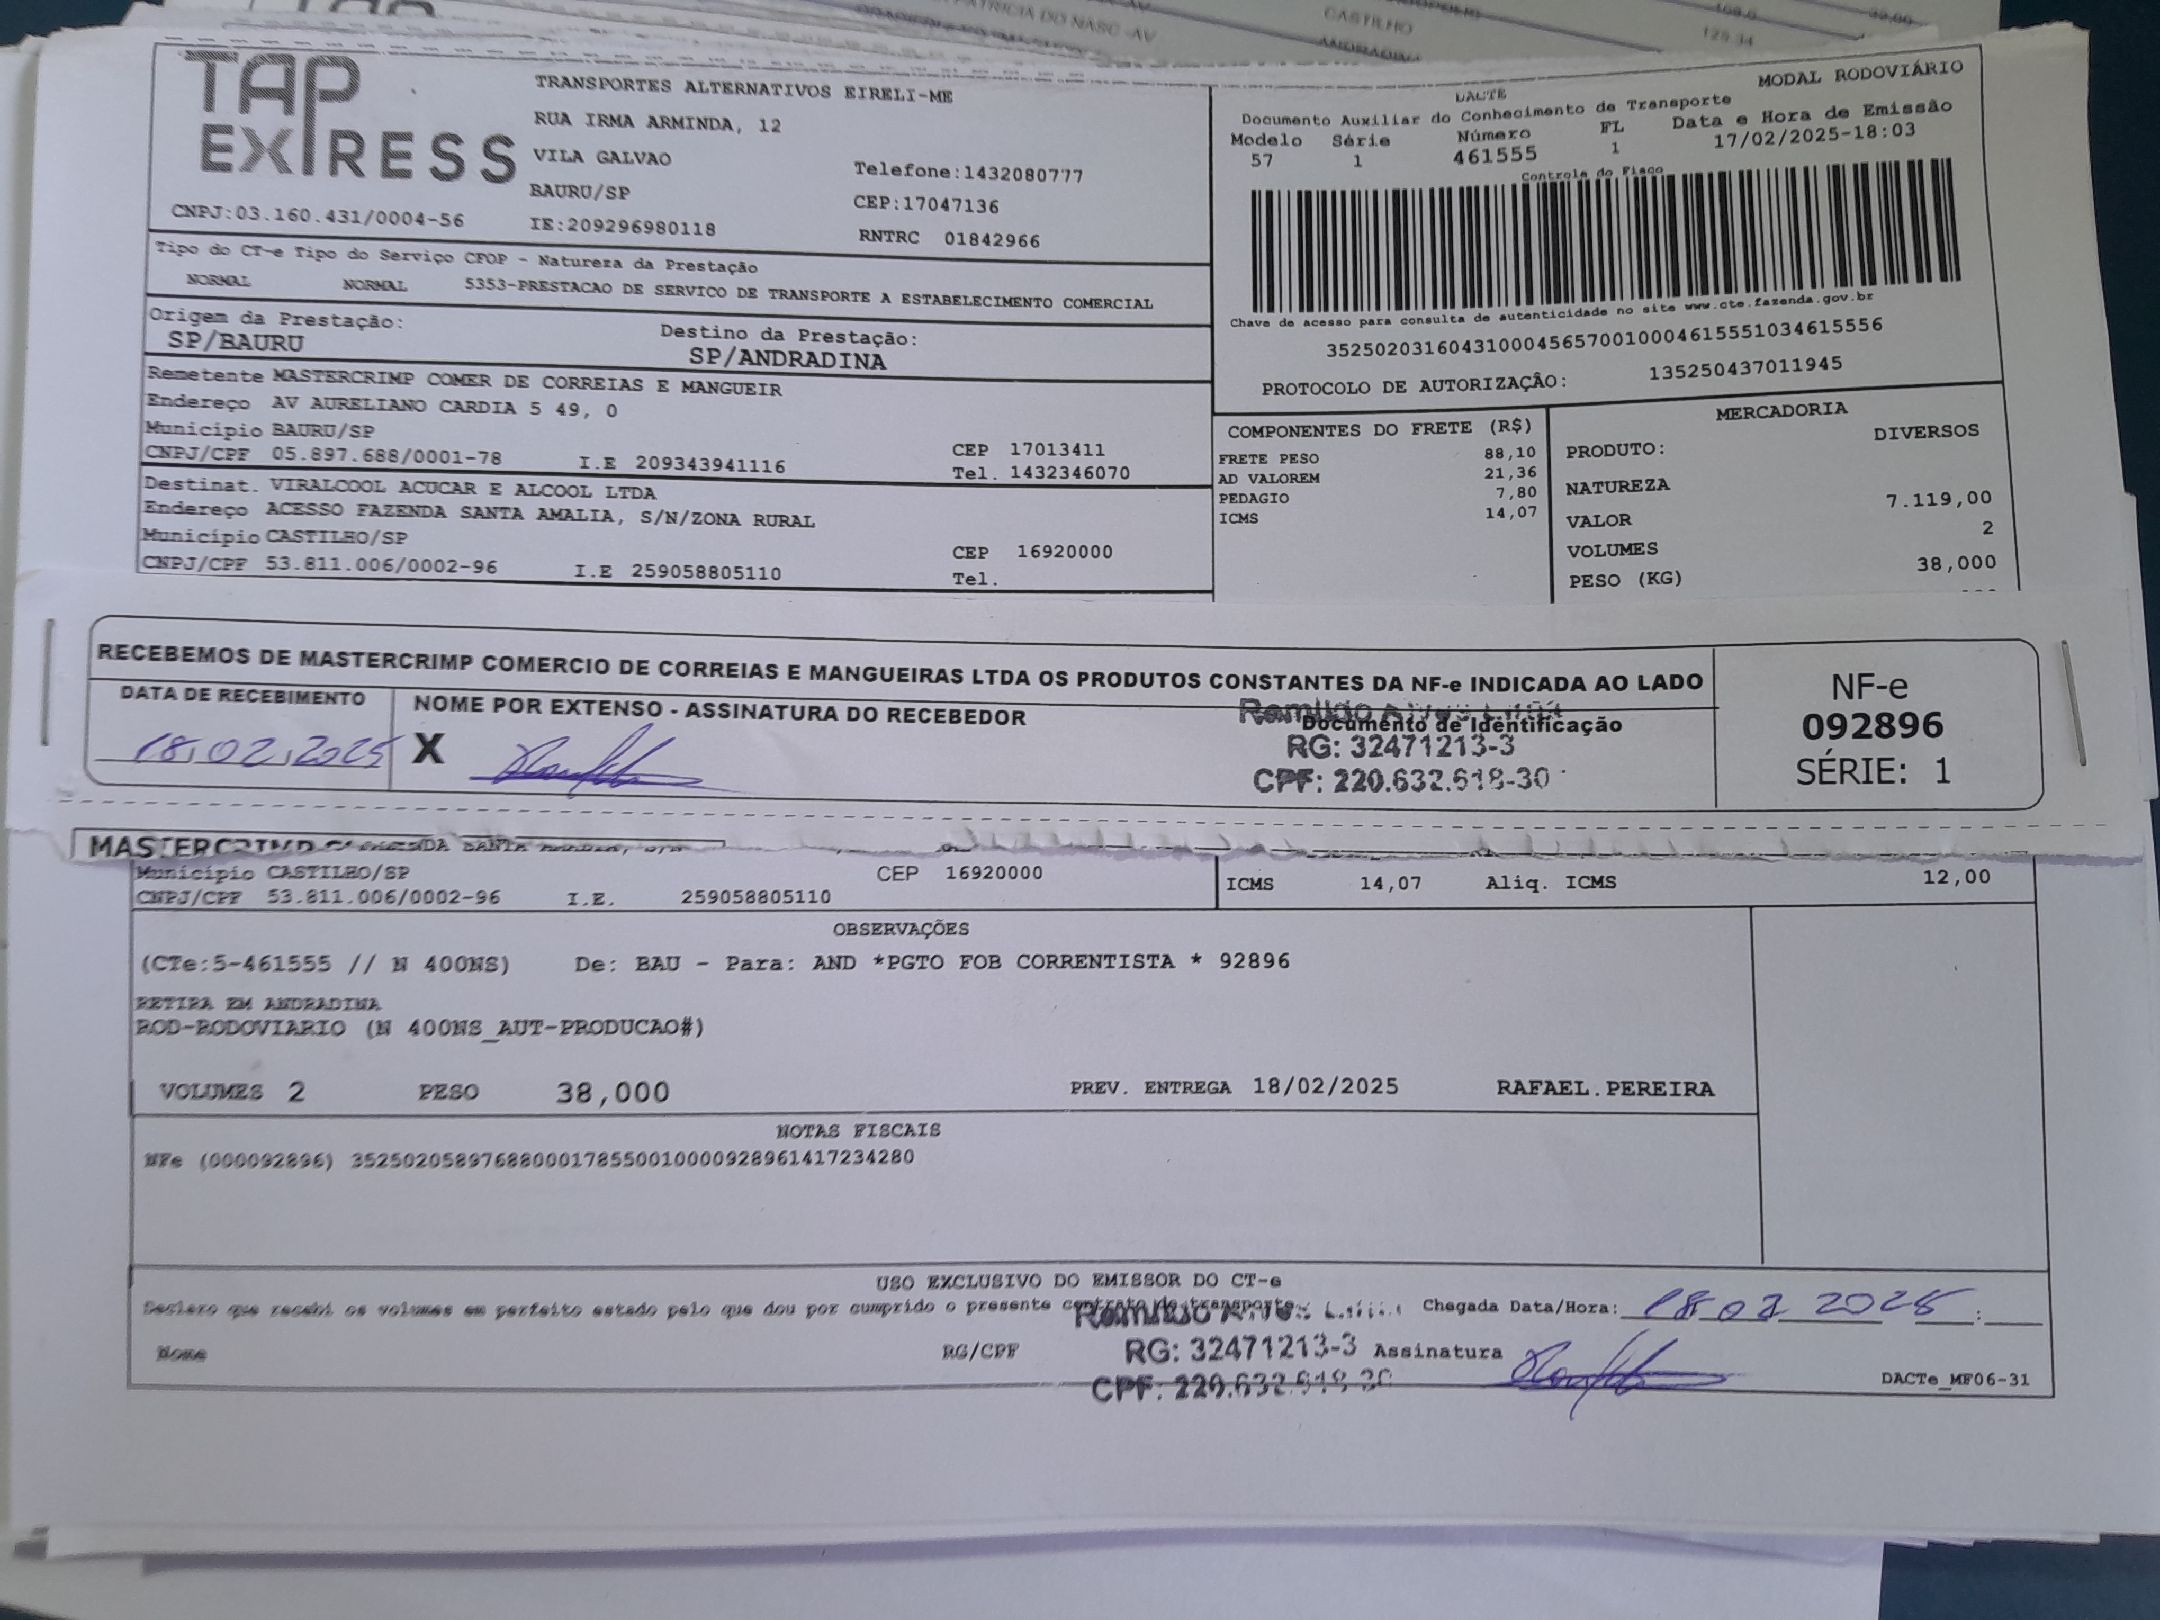 PATRICIA DO NASC -AV
CASTILHO
129.34
TAP EXPRESS
TRANSPORTES ALTERNATIVOS EIRELI-ME
RUA IRMA ARMINDA, 12
VILA GALVAO
Telefone:1432080777
BAURU/SP
CEP:17047136
CNPJ:03.160.431/0004-56
IE:209296980118
RNTRC 01842966
MODAL RODOVIÁRIO
DACTE
Documento Auxiliar do Conhecimento de Transporte
Modelo Série Número FL Data e Hora de Emissão
57 1 461555 1 17/02/2025-18:03
Controle do Fisco
Chave de acesso para consulta de autenticidade no site www.cte.fazenda.gov.br
35250203160431000456570010004615551034615556
PROTOCOLO DE AUTORIZAÇÃO: 135250437011945
Tipo do CT-e Tipo do Serviço CFOP - Natureza da Prestação
NORMAL NORMAL 5353-PRESTACAO DE SERVICO DE TRANSPORTE A ESTABELECIMENTO COMERCIAL
Origem da Prestação: Destino da Prestação:
SP/BAURU SP/ANDRADINA
Remetente MASTERCRIMP COMER DE CORREIAS E MANGUEIR
Endereço AV AURELIANO CARDIA 5 49, 0
Município BAURU/SP CEP 17013411
CNPJ/CPF 05.897.688/0001-78 I.E 209343941116 Tel. 1432346070
Destinat. VIRALCOOL ACUCAR E ALCOOL LTDA
Endereço ACESSO FAZENDA SANTA AMALIA, S/N/ZONA RURAL
Município CASTILHO/SP CEP 16920000
CNPJ/CPF 53.811.006/0002-96 I.E 259058805110 Tel.
COMPONENTES DO FRETE (R$)
FRETE PESO 88,10
AD VALOREM 21,36
PEDAGIO 7,80
ICMS 14,07
MERCADORIA
PRODUTO: DIVERSOS
NATUREZA
VALOR 7.119,00
VOLUMES 2
PESO (KG) 38,000
RECEBEMOS DE MASTERCRIMP COMERCIO DE CORREIAS E MANGUEIRAS LTDA OS PRODUTOS CONSTANTES DA NF-e INDICADA AO LADO
DATA DE RECEBIMENTO
NOME POR EXTENSO - ASSINATURA DO RECEBEDOR
Documento de Identificação
Romildo Alves
RG: 32471213-3
CPF: 220.632.618-30
18.02.2025 X
NF-e
092896
SÉRIE: 1
MASTERCRIMP
Município CASTILHO/SP CEP 16920000
CNPJ/CPF 53.811.006/0002-96 I.E. 259058805110
ICMS 14,07 Aliq. ICMS 12,00
OBSERVAÇÕES
(CTe:5-461555 // N 400NS) De: BAU - Para: AND *PGTO FOB CORRENTISTA * 92896
RETIRA EM ANDRADINA
ROD-RODOVIARIO (N 400NS_AUT-PRODUCAO#)
VOLUMES 2 PESO 38,000 PREV. ENTREGA 18/02/2025 RAFAEL.PEREIRA
NOTAS FISCAIS
NFe (000092896) 35250205897688000178550010000928961417234280
USO EXCLUSIVO DO EMISSOR DO CT-e
Declaro que recebi os volumes em perfeito estado pelo que dou por cumprido o presente contrato de transporte.
Chegada Data/Hora: 18 02 2025
Romildo Alves
Nome RG/CPF RG: 32471213-3 Assinatura
CPF: 220.632.618-30
DACTe_MF06-31